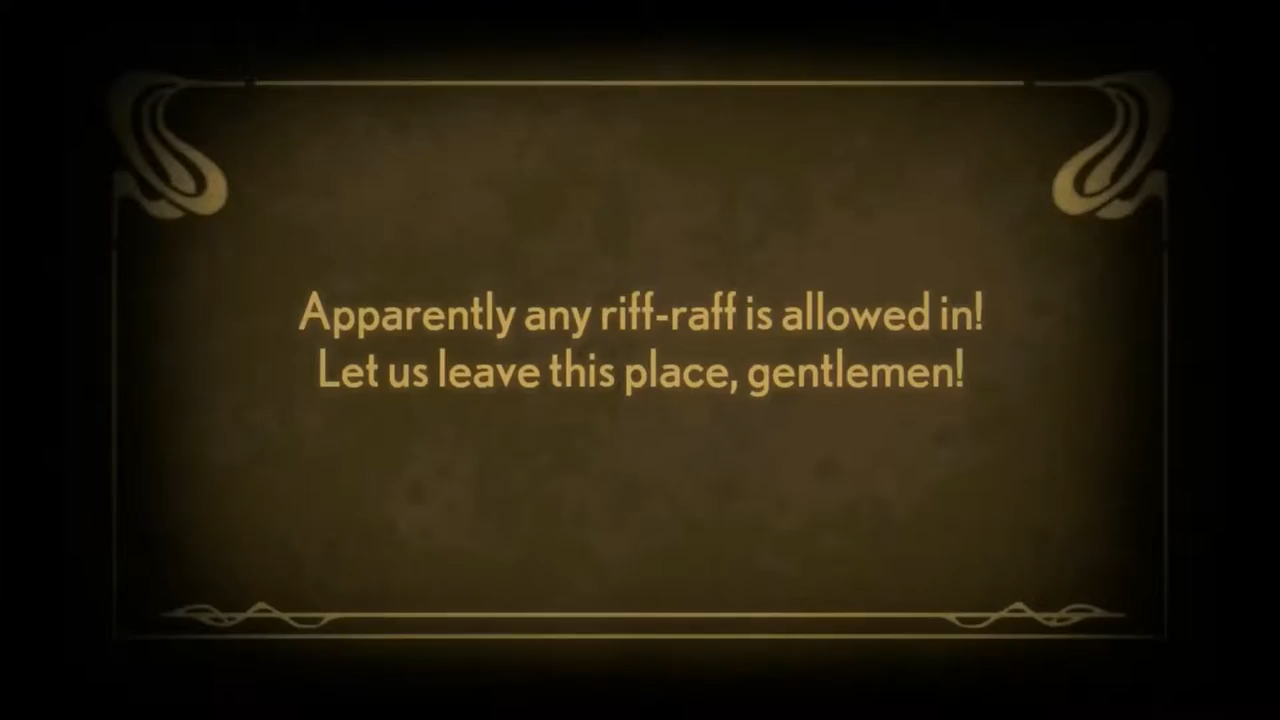 Apparently any riff-raff is allowed in!
Let us leave this place, gentlemen!